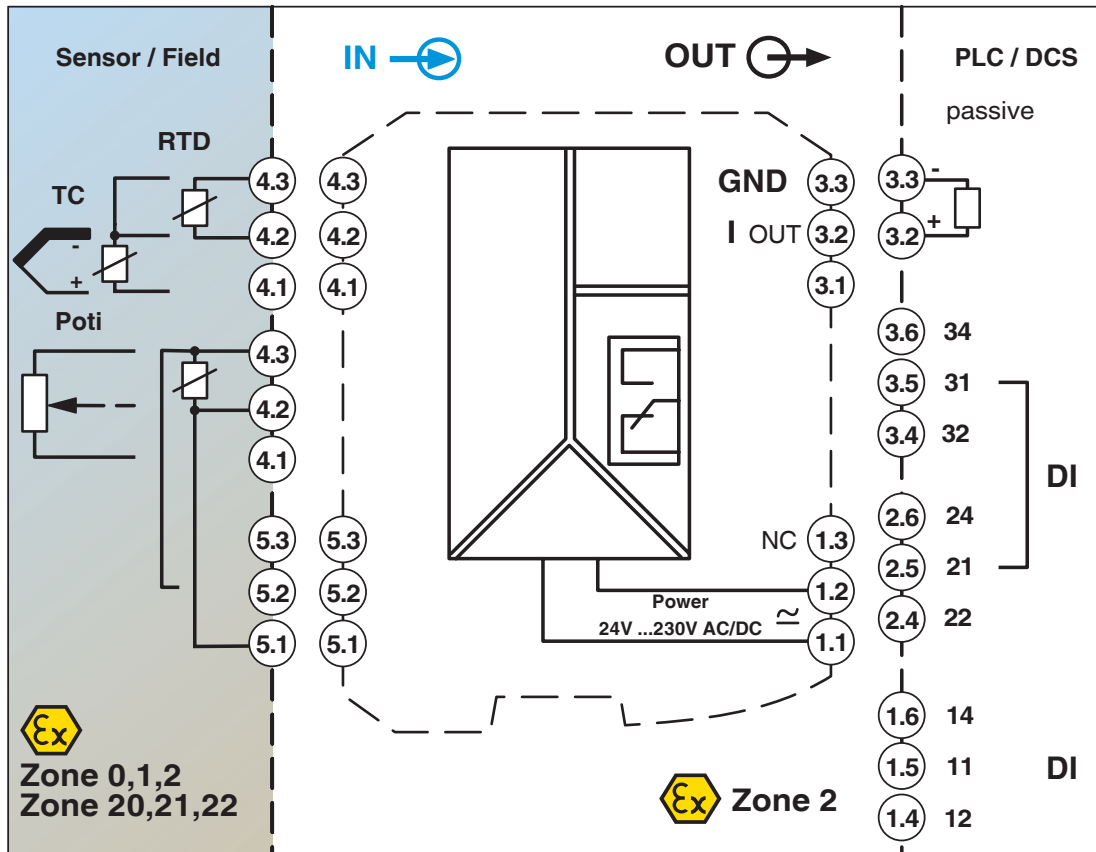 Sensor / Field
IN
OUT
PLC / DCS
passive
RTD
TC
-
+
4.3
4.2
4.1
Poti
4.3
4.2
4.1
5.3
5.2
5.1
4.3
4.2
4.1
5.3
5.2
5.1
GND 3.3
I OUT 3.2
3.1
NC 1.3
1.2
Power
24V ...230V AC/DC ≃ 1.1
3.3 -
3.2 +
3.6 34
3.5 31
3.4 32
DI
2.6 24
2.5 21
2.4 22
1.6 14
1.5 11 DI
1.4 12
Ex
Zone 0,1,2
Zone 20,21,22
Ex Zone 2